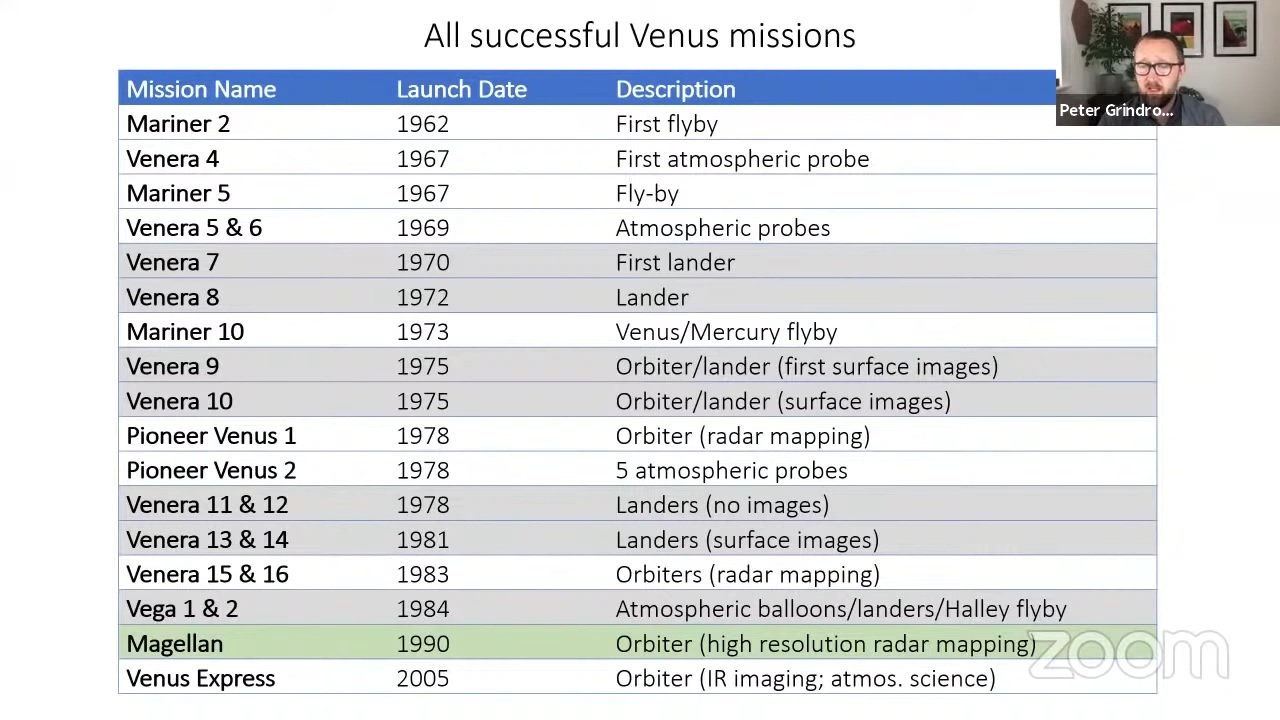 All successful Venus missions
Peter Grindro...
Mission Name Launch Date Description
Mariner 2 1962 First flyby
Venera 4 1967 First atmospheric probe
Mariner 5 1967 Fly-by
Venera 5 & 6 1969 Atmospheric probes
Venera 7 1970 First lander
Venera 8 1972 Lander
Mariner 10 1973 Venus/Mercury flyby
Venera 9 1975 Orbiter/lander (first surface images)
Venera 10 1975 Orbiter/lander (surface images)
Pioneer Venus 1 1978 Orbiter (radar mapping)
Pioneer Venus 2 1978 5 atmospheric probes
Venera 11 & 12 1978 Landers (no images)
Venera 13 & 14 1981 Landers (surface images)
Venera 15 & 16 1983 Orbiters (radar mapping)
Vega 1 & 2 1984 Atmospheric balloons/landers/Halley flyby
Magellan 1990 Orbiter (high resolution radar mapping)
Venus Express 2005 Orbiter (IR imaging; atmos. science)
zoom